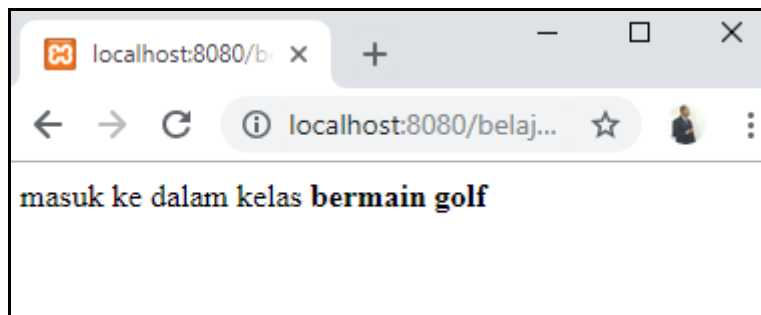 localhost:8080/b
localhost:8080/belaj...
masuk ke dalam kelas bermain golf